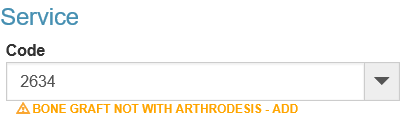 Service
Code
2634
BONE GRAFT NOT WITH ARTHRODESIS - ADD